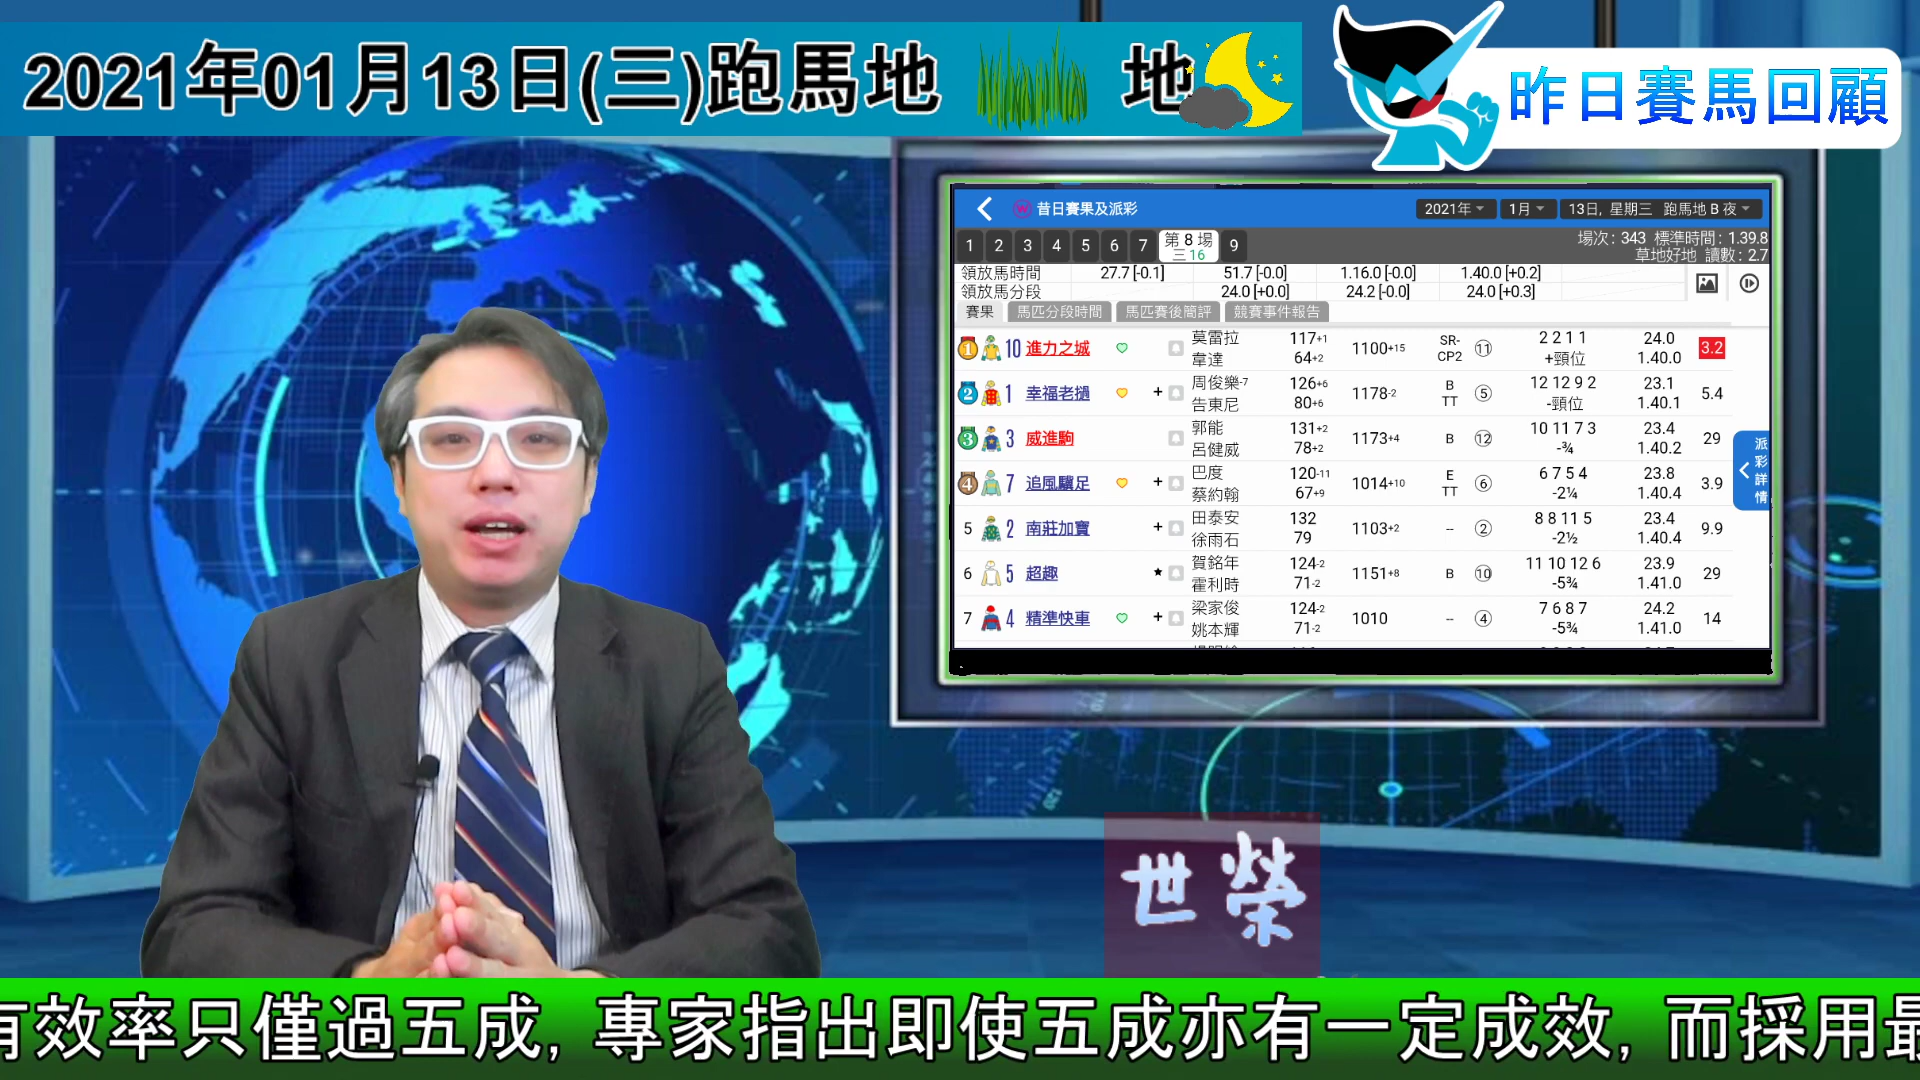 2021年01月13日(三)跑馬地 地
昨日賽馬回顧
昔日賽果及派彩 2021年 1月 13日, 星期三 跑馬地 B 夜
1 2 3 4 5 6 7 第 8 場 三 16 9
場次: 343 標準時間: 1.39.8
草地好地 讀數: 2.7
領放馬時間 27.7 [-0.1] 51.7 [-0.0] 1.16.0 [-0.0] 1.40.0 [+0.2]
領放馬分段 24.0 [+0.0] 24.2 [-0.0] 24.0 [+0.3]
賽果 馬匹分段時間 馬匹賽後簡評 競賽事件報告
1 10 進力之城 莫雷拉 韋達 117+1 64+2 1100+15 SR-CP2 11 2 2 1 1 +頸位 24.0 1.40.0 3.2
2 1 幸福老撾 + 周俊樂-7 告東尼 126+6 80+6 1178-2 B TT 5 12 12 9 2 -頸位 23.1 1.40.1 5.4
3 3 威進駒 郭能 呂健威 131+2 78+2 1173+4 B 12 10 11 7 3 -¾ 23.4 1.40.2 29
4 7 追風驥足 + 巴度 蔡約翰 120-11 67+9 1014+10 E TT 6 6 7 5 4 -2¼ 23.8 1.40.4 3.9
5 2 南莊加寶 + 田泰安 徐雨石 132 79 1103+2 -- 2 8 8 11 5 -2½ 23.4 1.40.4 9.9
6 5 超趣 ★ 賀銘年 霍利時 124-2 71-2 1151+8 B 10 11 10 12 6 -5¾ 23.9 1.41.0 29
7 4 精準快車 + 梁家俊 姚本輝 124-2 71-2 1010 -- 4 7 6 8 7 -5¾ 24.2 1.41.0 14
派彩詳情
世榮
有效率只僅過五成, 專家指出即使五成亦有一定成效, 而採用最